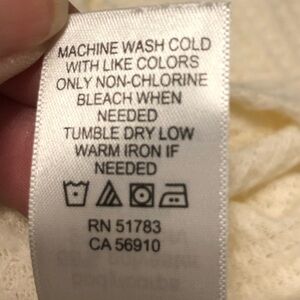 MACHINE WASH COLD
WITH LIKE COLORS
ONLY NON-CHLORINE
BLEACH WHEN
NEEDED
TUMBLE DRY LOW
WARM IRON IF
NEEDED
RN 51783
CA 56910